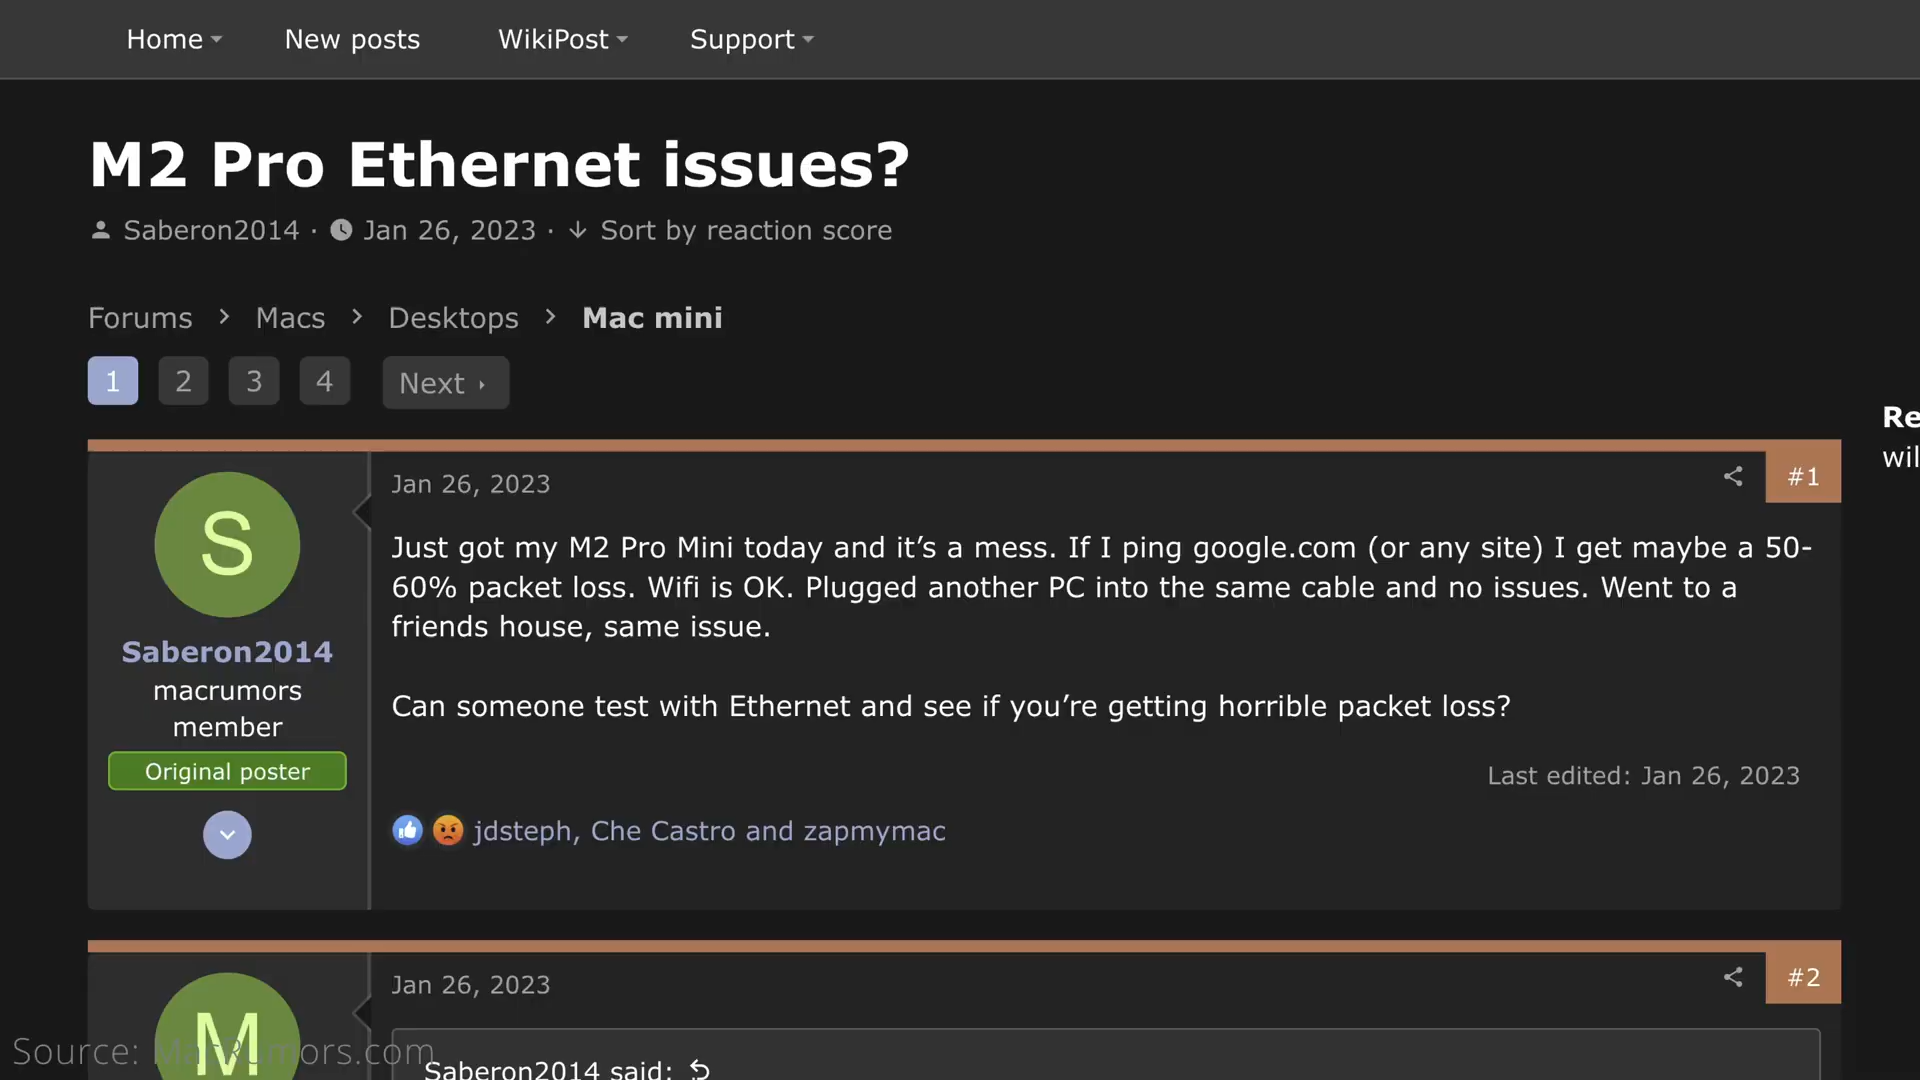 Home New posts WikiPost Support
M2 Pro Ethernet issues?
Saberon2014 · Jan 26, 2023 · Sort by reaction score
Forums > Macs > Desktops > Mac mini
1 2 3 4 Next
Re
wil
S
Saberon2014
macrumors
member
Original poster
Jan 26, 2023
#1
Just got my M2 Pro Mini today and it’s a mess. If I ping google.com (or any site) I get maybe a 50-
60% packet loss. Wifi is OK. Plugged another PC into the same cable and no issues. Went to a
friends house, same issue.
Can someone test with Ethernet and see if you’re getting horrible packet loss?
Last edited: Jan 26, 2023
jdsteph, Che Castro and zapmymac
M
Jan 26, 2023
#2
Saberon2014 said:
Source: MacRumors.com